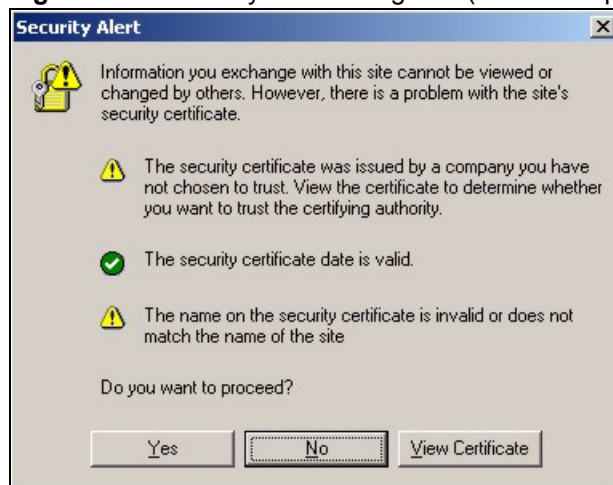 Security Alert
Information you exchange with this site cannot be viewed or
changed by others. However, there is a problem with the site's
security certificate.
The security certificate was issued by a company you have
not chosen to trust. View the certificate to determine whether
you want to trust the certifying authority.
The security certificate date is valid.
The name on the security certificate is invalid or does not
match the name of the site
Do you want to proceed?
Yes
No
View Certificate